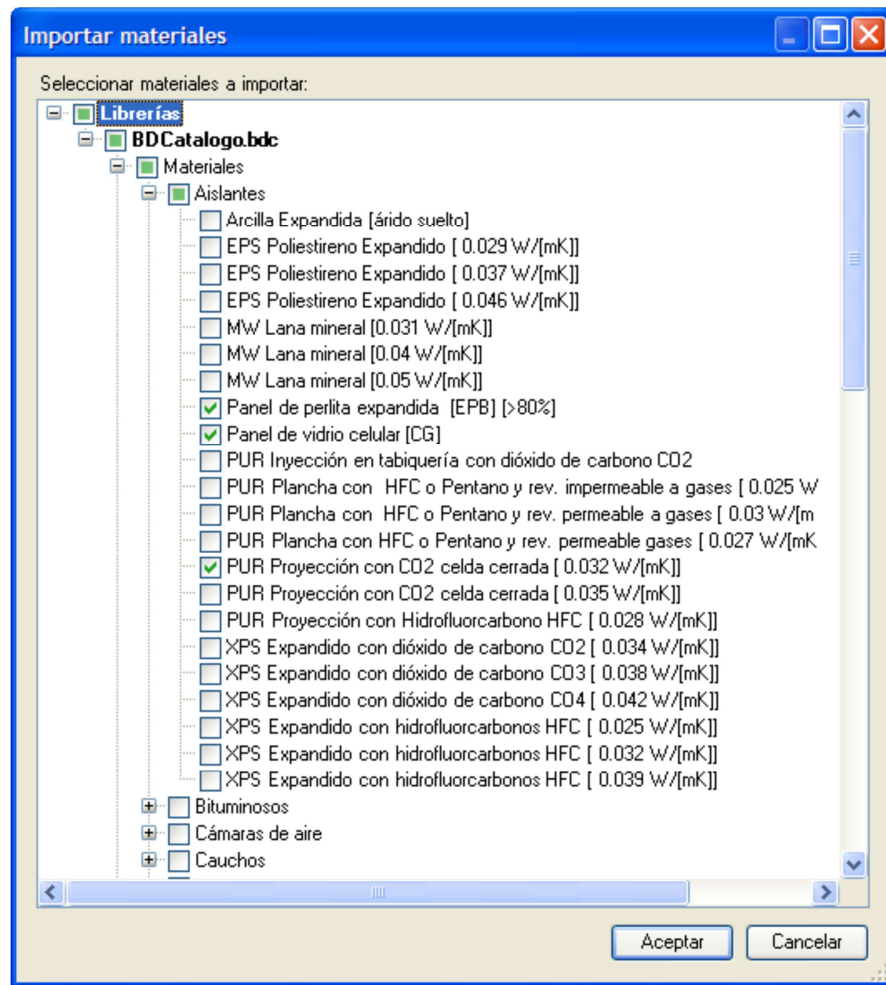 Importar materiales
Seleccionar materiales a importar:
Librerías
BDCatalogo.bdc
Materiales
Aislantes
Arcilla Expandida [árido suelto]
EPS Poliestireno Expandido [ 0.029 W/[mK]]
EPS Poliestireno Expandido [ 0.037 W/[mK]]
EPS Poliestireno Expandido [ 0.046 W/[mK]]
MW Lana mineral [0.031 W/[mK]]
MW Lana mineral [0.04 W/[mK]]
MW Lana mineral [0.05 W/[mK]]
Panel de perlita expandida [EPB] [>80%]
Panel de vidrio celular [CG]
PUR Inyección en tabiquería con dióxido de carbono CO2
PUR Plancha con HFC o Pentano y rev. impermeable a gases [ 0.025 W
PUR Plancha con HFC o Pentano y rev. permeable a gases [ 0.03 W/[m
PUR Plancha con HFC o Pentano y rev. permeable gases [ 0.027 W/[mK
PUR Proyección con CO2 celda cerrada [ 0.032 W/[mK]]
PUR Proyección con CO2 celda cerrada [ 0.035 W/[mK]]
PUR Proyección con Hidrofluorcarbono HFC [ 0.028 W/[mK]]
XPS Expandido con dióxido de carbono CO2 [ 0.034 W/[mK]]
XPS Expandido con dióxido de carbono CO3 [ 0.038 W/[mK]]
XPS Expandido con dióxido de carbono CO4 [ 0.042 W/[mK]]
XPS Expandido con hidrofluorcarbonos HFC [ 0.025 W/[mK]]
XPS Expandido con hidrofluorcarbonos HFC [ 0.032 W/[mK]]
XPS Expandido con hidrofluorcarbonos HFC [ 0.039 W/[mK]]
Bituminosos
Cámaras de aire
Cauchos
Aceptar Cancelar